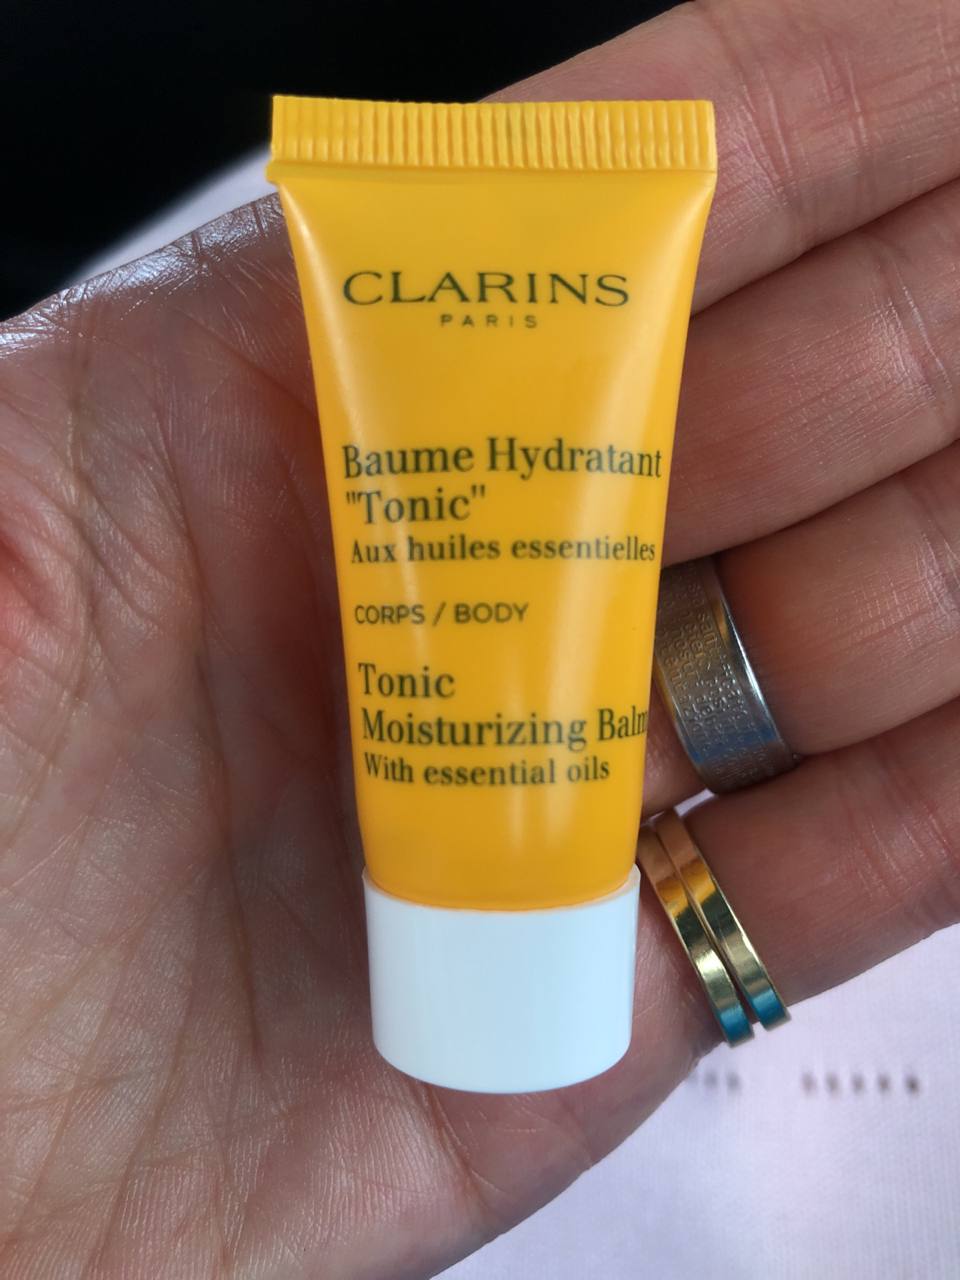 CLARINS
PARIS
Baume Hydratant
"Tonic"
Aux huiles essentielles
CORPS / BODY
Tonic
Moisturizing Balm
With essential oils